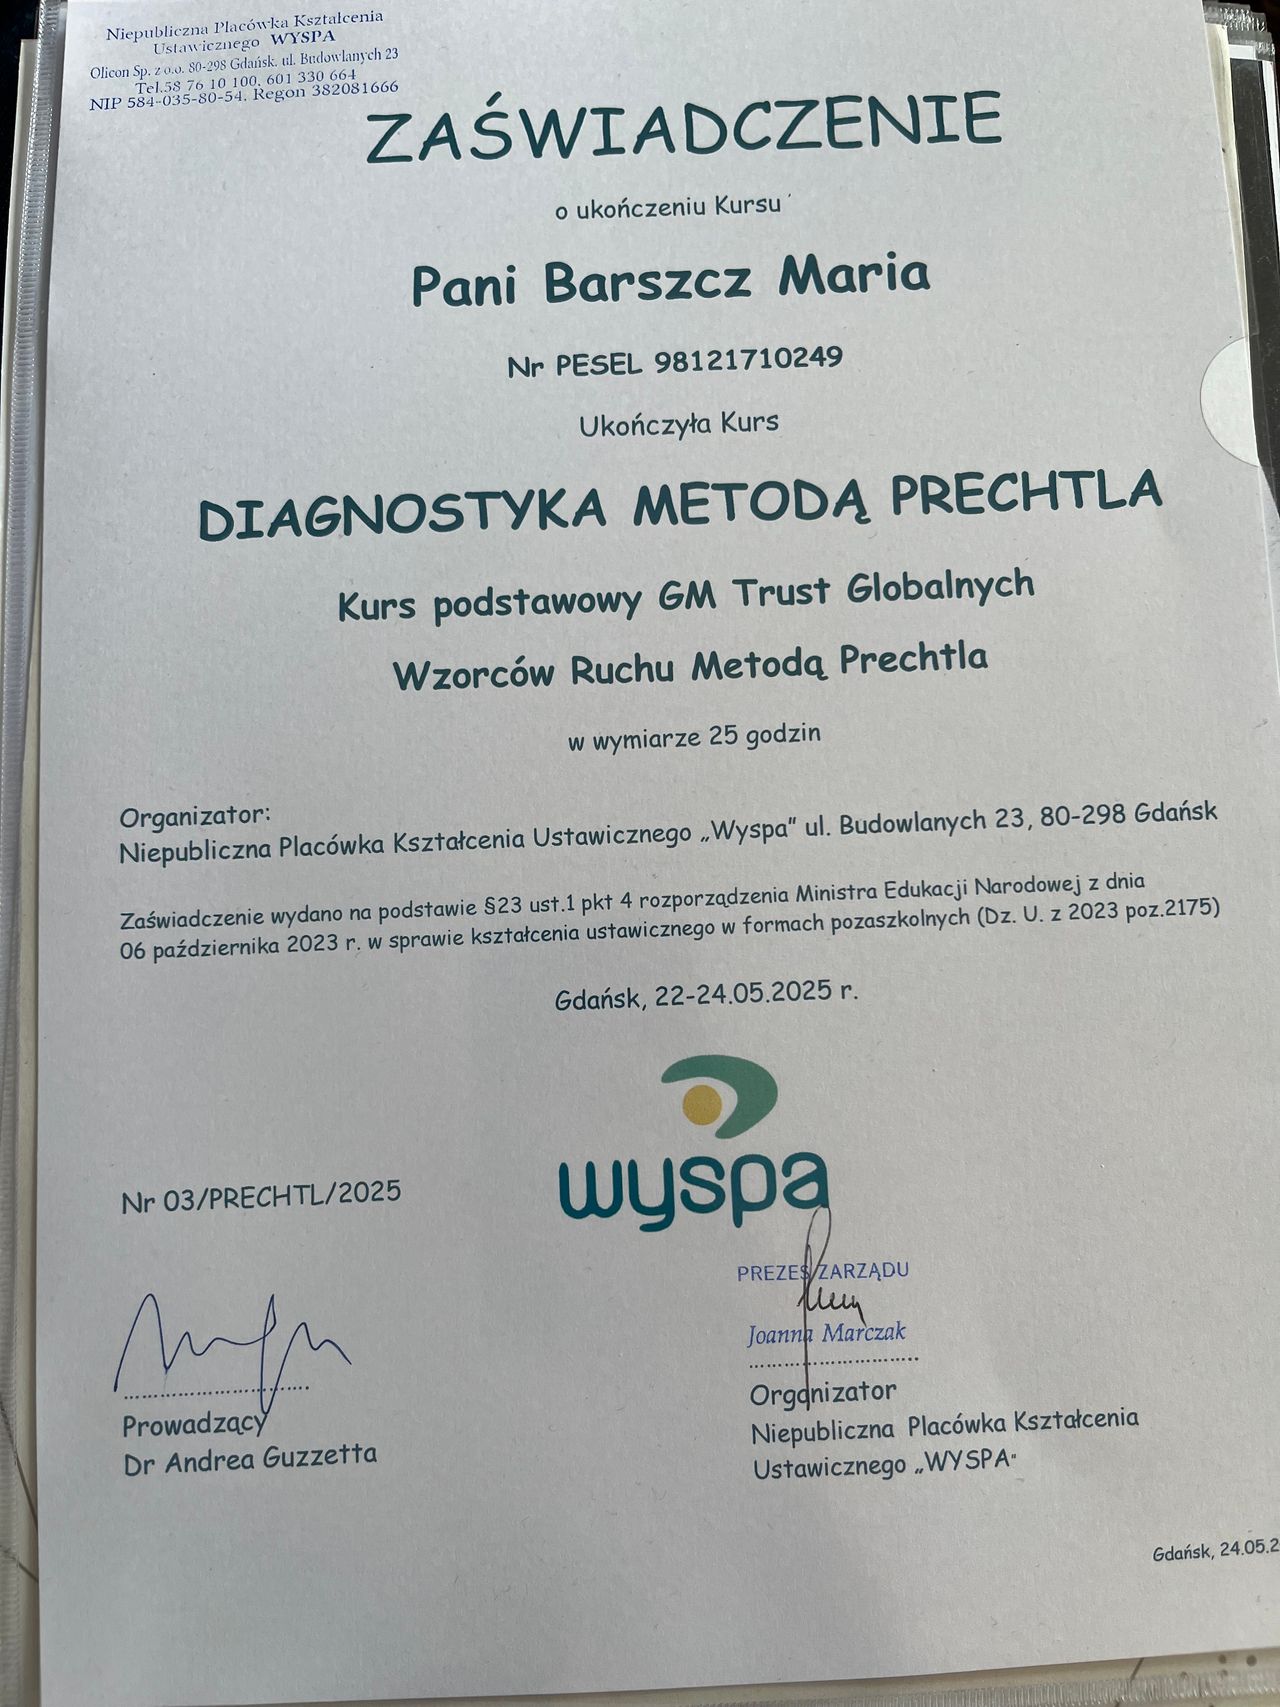 Niepubliczna Placówka Kształcenia
Ustawicznego WYSPA
Olicon Sp. z o.o. 80-298 Gdańsk. ul. Budowlanych 23
Tel.58 76 10 100, 601 330 664
NIP 584-035-80-54, Regon 382081666
ZAŚWIADCZENIE
o ukończeniu Kursu
Pani Barszcz Maria
Nr PESEL 98121710249
Ukończyła Kurs
DIAGNOSTYKA METODĄ PRECHTLA
Kurs podstawowy GM Trust Globalnych
Wzorców Ruchu Metodą Prechtla
w wymiarze 25 godzin
Organizator:
Niepubliczna Placówka Kształcenia Ustawicznego „Wyspa" ul. Budowlanych 23, 80-298 Gdańsk
Zaświadczenie wydano na podstawie §23 ust.1 pkt 4 rozporządzenia Ministra Edukacji Narodowej z dnia
06 października 2023 r. w sprawie kształcenia ustawicznego w formach pozaszkolnych (Dz. U. z 2023 poz.2175)
Gdańsk, 22-24.05.2025 r.
wyspa
Nr 03/PRECHTL/2025
PREZES ZARZĄDU
Joanna Marczak
Prowadzący
Dr Andrea Guzzetta
Organizator
Niepubliczna Placówka Kształcenia
Ustawicznego „WYSPA"
Gdańsk, 24.05.2